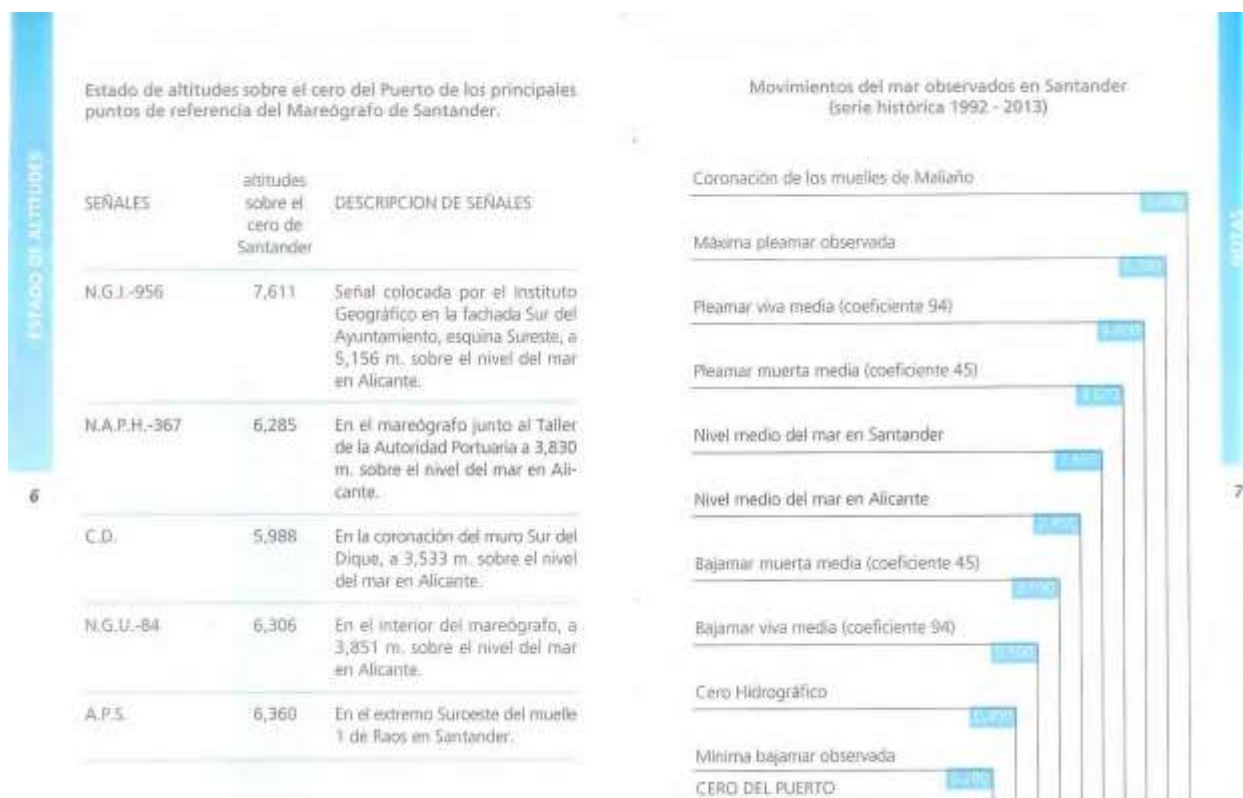 ESTADO DE ALTITUDES
6
Estado de altitudes sobre el cero del Puerto de los principales
puntos de referencia del Mareógrafo de Santander.
SEÑALES
altitudes
sobre el
cero de
Santander
DESCRIPCION DE SEÑALES
N.G.I.-956
7,611
Señal colocada por el Instituto
Geográfico en la fachada Sur del
Ayuntamiento, esquina Sureste, a
5,156 m. sobre el nivel del mar
en Alicante.
N.A.P.H.-367
6,285
En el mareógrafo junto al Taller
de la Autoridad Portuaria a 3,830
m. sobre el nivel del mar en Ali-
cante.
C.D.
5,988
En la coronación del muro Sur del
Dique, a 3,533 m. sobre el nivel
del mar en Alicante.
N.G.U.-84
6,306
En el interior del mareógrafo, a
3,851 m. sobre el nivel del mar
en Alicante.
A.P.S.
6,360
En el extremo Suroeste del muelle
1 de Raos en Santander.
Movimientos del mar observados en Santander
(serie histórica 1992 - 2013)
Coronación de los muelles de Maliaño
Máxima pleamar observada
Pleamar viva media (coeficiente 94)
Pleamar muerta media (coeficiente 45)
Nivel medio del mar en Santander
Nivel medio del mar en Alicante
Bajamar muerta media (coeficiente 45)
Bajamar viva media (coeficiente 94)
Cero Hidrográfico
Mínima bajamar observada
CERO DEL PUERTO
NOTAS
7